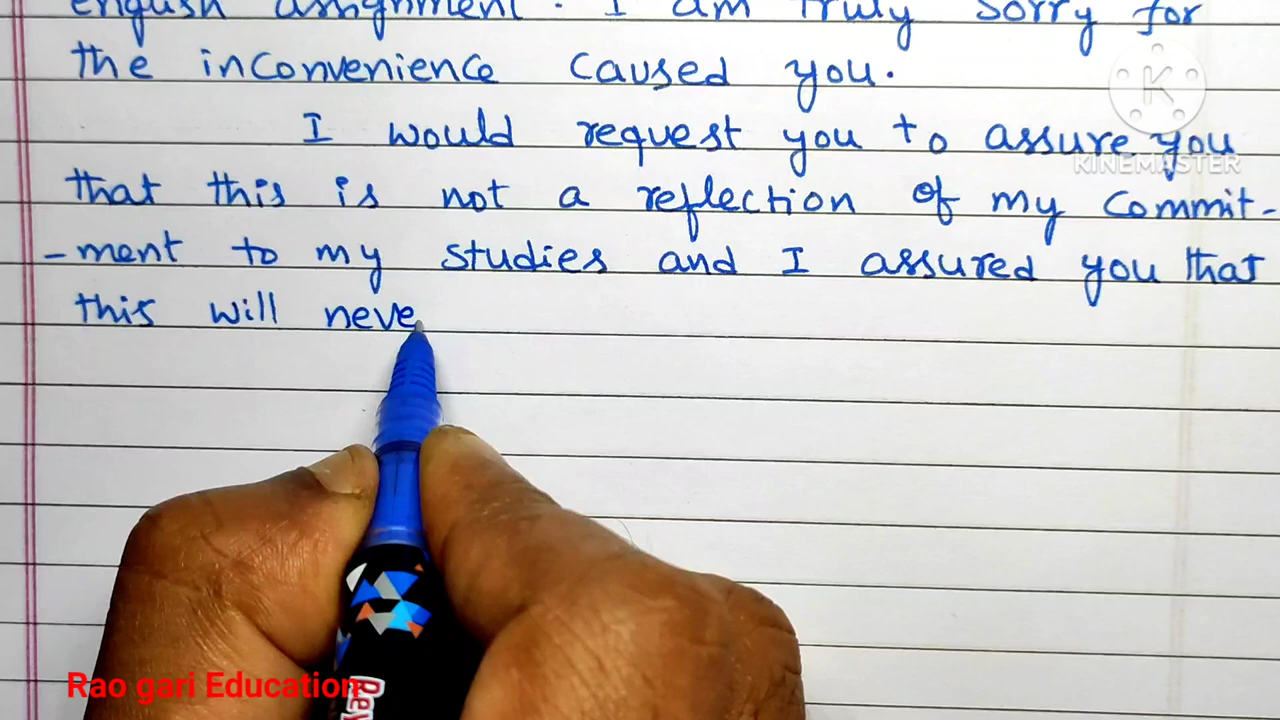 english assignment. I am truly sorry for
the inconvenience caused you.
I would request you to assure you
KINEMASTER
that this is not a reflection of my commit-
-ment to my studies and I assured you that
this will neve
Rao gari Education